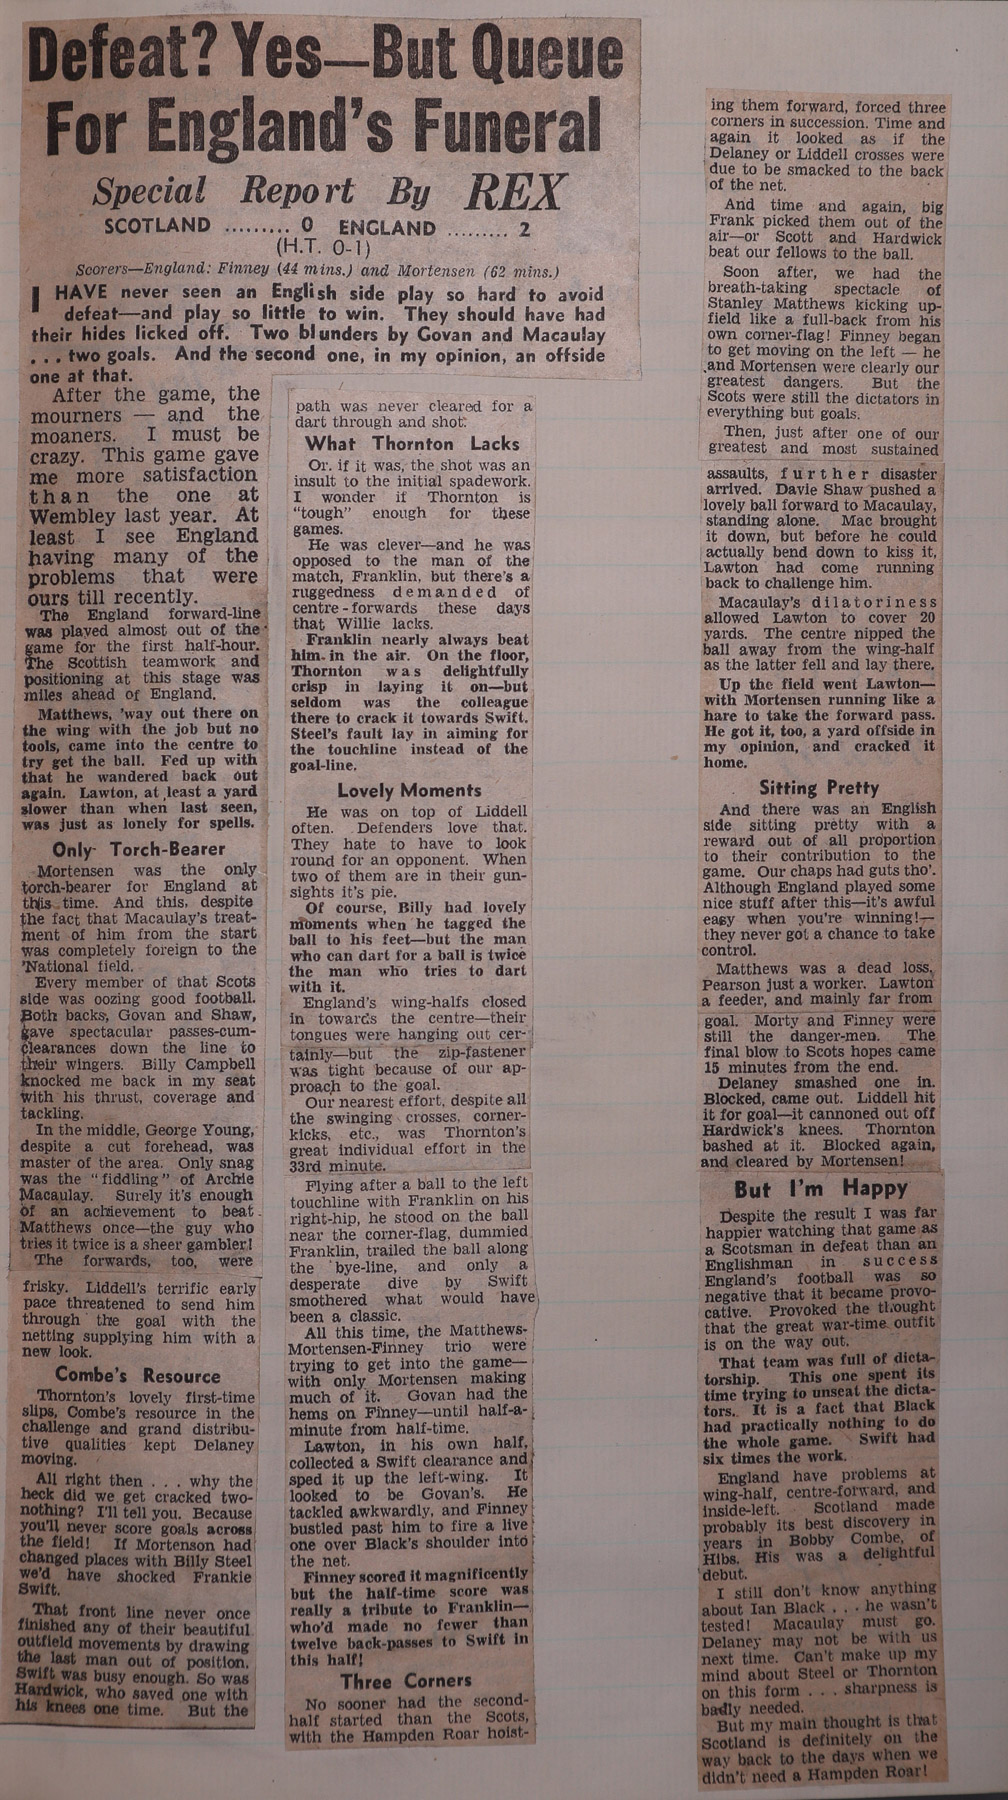 Defeat? Yes—But Queue
For England's Funeral
Special Report By REX
SCOTLAND ......... 0 ENGLAND ......... 2
(H.T. 0-1)
Scorers—England: Finney (44 mins.) and Mortensen (62 mins.)
I HAVE never seen an English side play so hard to avoid
defeat—and play so little to win. They should have had
their hides licked off. Two blunders by Govan and Macaulay
. . . two goals. And the second one, in my opinion, an offside
one at that.
After the game, the
mourners — and the
moaners. I must be
crazy. This game gave
me more satisfaction
than the one at
Wembley last year. At
least I see England
having many of the
problems that were
ours till recently.
The England forward-line
was played almost out of the
game for the first half-hour.
The Scottish teamwork and
positioning at this stage was
miles ahead of England.
Matthews, 'way out there on
the wing with the job but no
tools, came into the centre to
try get the ball. Fed up with
that he wandered back out
again. Lawton, at least a yard
slower than when last seen,
was just as lonely for spells.
Only Torch-Bearer
Mortensen was the only
torch-bearer for England at
this time. And this, despite
the fact that Macaulay's treat-
ment of him from the start
was completely foreign to the
'National field.
Every member of that Scots
side was oozing good football.
Both backs, Govan and Shaw,
gave spectacular passes-cum-
clearances down the line to
their wingers. Billy Campbell
knocked me back in my seat
with his thrust, coverage and
tackling.
In the middle, George Young,
despite a cut forehead, was
master of the area. Only snag
was the "fiddling" of Archie
Macaulay. Surely it's enough
of an achievement to beat
Matthews once—the guy who
tries it twice is a sheer gambler!
The forwards, too, were
frisky. Liddell's terrific early
pace threatened to send him
through the goal with the
netting supplying him with a
new look.
Combe's Resource
Thornton's lovely first-time
slips, Combe's resource in the
challenge and grand distribu-
tive qualities kept Delaney
moving.
All right then . . . why the
heck did we get cracked two-
nothing? I'll tell you. Because
you'll never score goals across
the field! If Mortenson had
changed places with Billy Steel
we'd have shocked Frankie
Swift.
That front line never once
finished any of their beautiful
outfield movements by drawing
the last man out of position.
Swift was busy enough. So was
Hardwick, who saved one with
his knees one time. But the
path was never cleared for a
dart through and shot.
What Thornton Lacks
Or. if it was, the shot was an
insult to the initial spadework.
I wonder if Thornton is
"tough" enough for these
games.
He was clever—and he was
opposed to the man of the
match, Franklin, but there's a
ruggedness demanded of
centre-forwards these days
that Willie lacks.
Franklin nearly always beat
him in the air. On the floor,
Thornton was delightfully
crisp in laying it on—but
seldom was the colleague
there to crack it towards Swift.
Steel's fault lay in aiming for
the touchline instead of the
goal-line.
Lovely Moments
He was on top of Liddell
often. Defenders love that.
They hate to have to look
round for an opponent. When
two of them are in their gun-
sights it's pie.
Of course, Billy had lovely
moments when he tagged the
ball to his feet—but the man
who can dart for a ball is twice
the man who tries to dart
with it.
England's wing-halfs closed
in towards the centre—their
tongues were hanging out cer-
tainly—but the zip-fastener
was tight because of our ap-
proach to the goal.
Our nearest effort, despite all
the swinging crosses, corner-
kicks, etc., was Thornton's
great individual effort in the
33rd minute.
Flying after a ball to the left
touchline with Franklin on his
right-hip, he stood on the ball
near the corner-flag, dummied
Franklin, trailed the ball along
the bye-line, and only a
desperate dive by Swift
smothered what would have
been a classic.
All this time, the Matthews-
Mortensen-Finney trio were
trying to get into the game—
with only Mortensen making
much of it. Govan had the
hems on Finney—until half-a-
minute from half-time.
Lawton, in his own half,
collected a Swift clearance and
sped it up the left-wing. It
looked to be Govan's. He
tackled awkwardly, and Finney
bustled past him to fire a live
one over Black's shoulder into
the net.
Finney scored it magnificently
but the half-time score was
really a tribute to Franklin—
who'd made no fewer than
twelve back-passes to Swift in
this half!
Three Corners
No sooner had the second-
half started than the Scots,
with the Hampden Roar hoist-
ing them forward, forced three
corners in succession. Time and
again it looked as if the
Delaney or Liddell crosses were
due to be smacked to the back
of the net.
And time and again, big
Frank picked them out of the
air—or Scott and Hardwick
beat our fellows to the ball.
Soon after, we had the
breath-taking spectacle of
Stanley Matthews kicking up-
field like a full-back from his
own corner-flag! Finney began
to get moving on the left — he
and Mortensen were clearly our
greatest dangers. But the
Scots were still the dictators in
everything but goals.
Then, just after one of our
greatest and most sustained
assaults, further disaster
arrived. Davie Shaw pushed a
lovely ball forward to Macaulay,
standing alone. Mac brought
it down, but before he could
actually bend down to kiss it,
Lawton had come running
back to challenge him.
Macaulay's dilatoriness
allowed Lawton to cover 20
yards. The centre nipped the
ball away from the wing-half
as the latter fell and lay there.
Up the field went Lawton—
with Mortensen running like a
hare to take the forward pass.
He got it, too, a yard offside in
my opinion, and cracked it
home.
Sitting Pretty
And there was an English
side sitting pretty with a
reward out of all proportion
to their contribution to the
game. Our chaps had guts tho'.
Although England played some
nice stuff after this—it's awful
easy when you're winning!—
they never got a chance to take
control.
Matthews was a dead loss.
Pearson just a worker. Lawton
a feeder, and mainly far from
goal. Morty and Finney were
still the danger-men. The
final blow to Scots hopes came
15 minutes from the end.
Delaney smashed one in.
Blocked, came out. Liddell hit
it for goal—it cannoned out off
Hardwick's knees. Thornton
bashed at it. Blocked again,
and cleared by Mortensen!
But I'm Happy
Despite the result I was far
happier watching that game as
a Scotsman in defeat than an
Englishman in success
England's football was so
negative that it became provo-
cative. Provoked the thought
that the great war-time outfit
is on the way out.
That team was full of dicta-
torship. This one spent its
time trying to unseat the dicta-
tors. It is a fact that Black
had practically nothing to do
the whole game. Swift had
six times the work.
England have problems at
wing-half, centre-forward, and
inside-left. Scotland made
probably its best discovery in
years in Bobby Combe, of
Hibs. His was a delightful
debut.
I still don't know anything
about Ian Black . . . he wasn't
tested! Macaulay must go.
Delaney may not be with us
next time. Can't make up my
mind about Steel or Thornton
on this form . . . sharpness is
badly needed.
But my main thought is that
Scotland is definitely on the
way back to the days when we
didn't need a Hampden Roar!